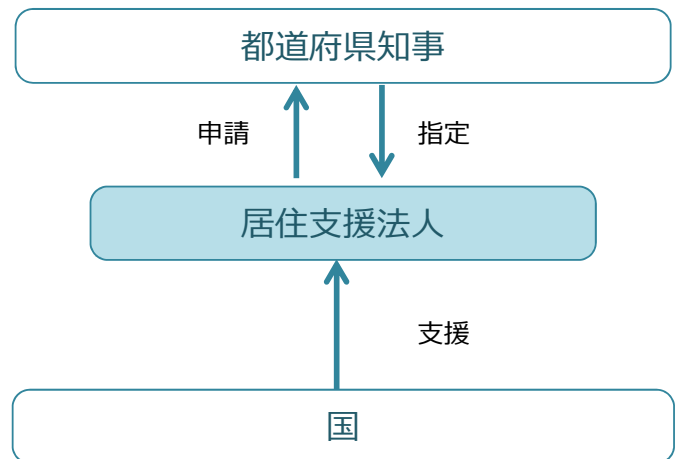 都道府県知事
申請
指定
居住支援法人
支援
国